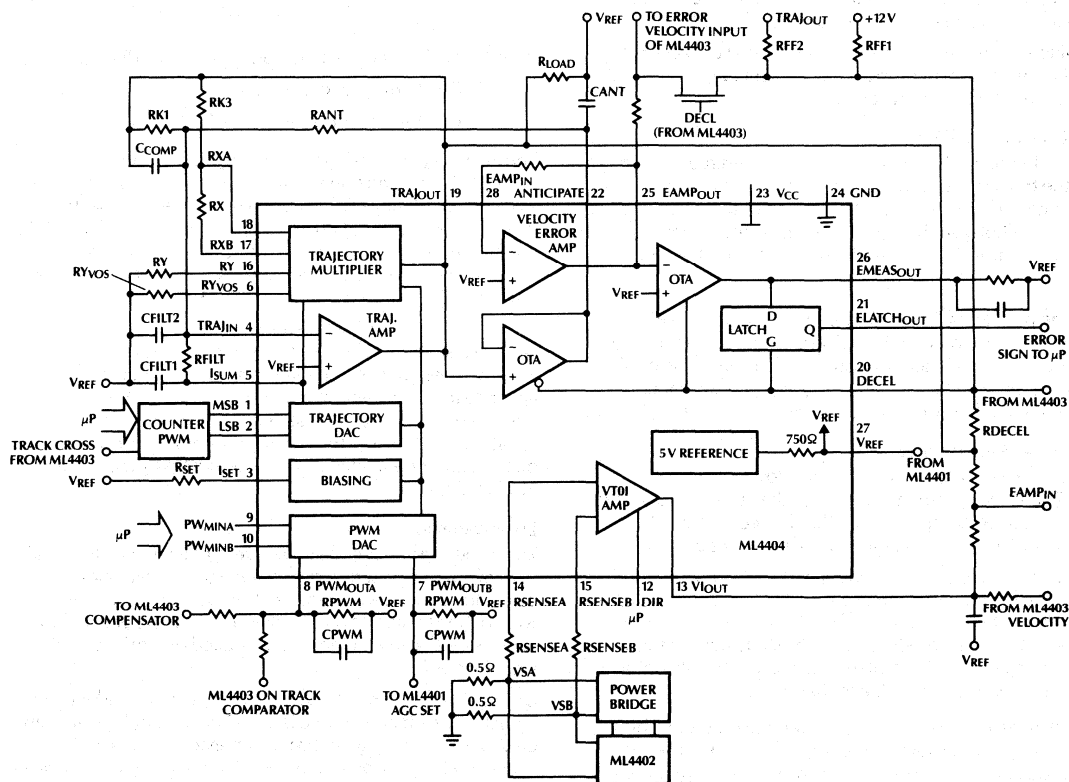 VREF
TO ERROR
VELOCITY INPUT
OF ML4403
TRAJOUT
+12V
RFF2
RFF1
RLOAD
CANT
DECL
(FROM ML4403)
RK3
RK1
RANT
CCOMP
RXA
RX
EAMPIN
TRAJOUT 19
28 ANTICIPATE 22
25 EAMPOUT
23 VCC
24 GND
18
RXB 17
RY 16
RYVOS 6
RY
RYVOS
TRAJECTORY
MULTIPLIER
VELOCITY
ERROR
AMP
VREF
−
+
OTA
−
+
VREF
26
EMEASOUT
VREF
21
ELATCHOUT
D
LATCH Q
G
ERROR
SIGN TO µP
CFILT2
TRAJIN 4
TRAJ.
AMP
−
+
VREF
OTA
−
+
20
DECEL
FROM ML4403
RFILT
CFILT1
VREF
ISUM 5
µP
COUNTER
PWM
MSB 1
LSB 2
TRAJECTORY
DAC
TRACK CROSS
FROM ML4403
VREF
RSET
ISET 3
BIASING
µP
PWMINA 9
PWMINB 10
PWM
DAC
5V REFERENCE
750Ω
VREF
27
VREF
FROM
ML4401
RDECEL
EAMPIN
VTOI
AMP
ML4404
8 PWMOUTA
7 PWMOUTB
14
RSENSEA
15
RSENSEB
12
DIR
µP
13 VIOUT
FROM ML4403
VELOCITY
VREF
TO ML4403
COMPENSATOR
RPWM
VREF
CPWM
RPWM
VREF
CPWM
ML4403 ON TRACK
COMPARATOR
TO ML4401
AGC SET
RSENSEA
RSENSEB
0.5Ω
VSA
0.5Ω
VSB
POWER
BRIDGE
ML4402